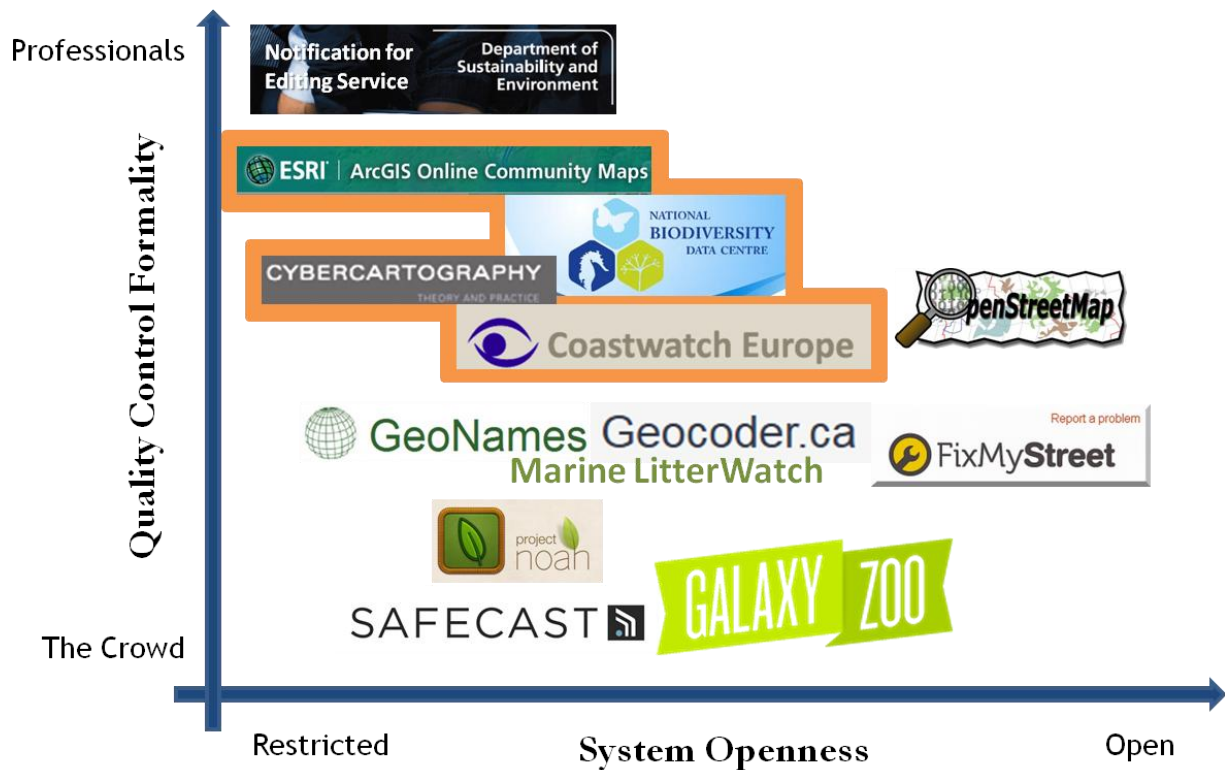 Professionals
Notification for
Editing Service
Department of
Sustainability and
Environment
esri | ArcGIS Online Community Maps
NATIONAL
BIODIVERSITY
DATA CENTRE
CYBERCARTOGRAPHY
THEORY AND PRACTICE
OpenStreetMap
Coastwatch Europe
Quality Control Formality
GeoNames
Geocoder.ca
Marine LitterWatch
Report a problem
FixMyStreet
project
noah
GALAXY ZOO
SAFECAST
The Crowd
Restricted
System Openness
Open